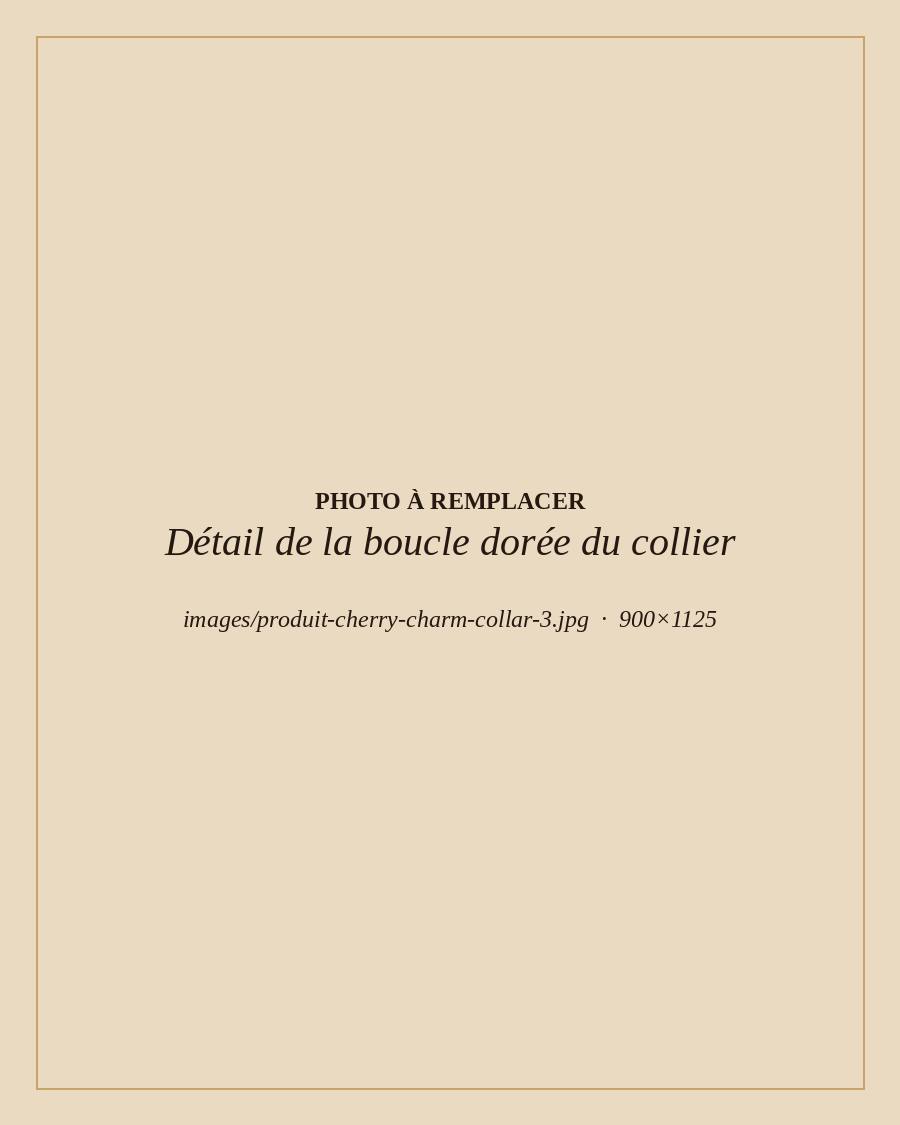 PHOTO À REMPLACER
Détail de la boucle dorée du collier
images/produit-cherry-charm-collar-3.jpg · 900×1125